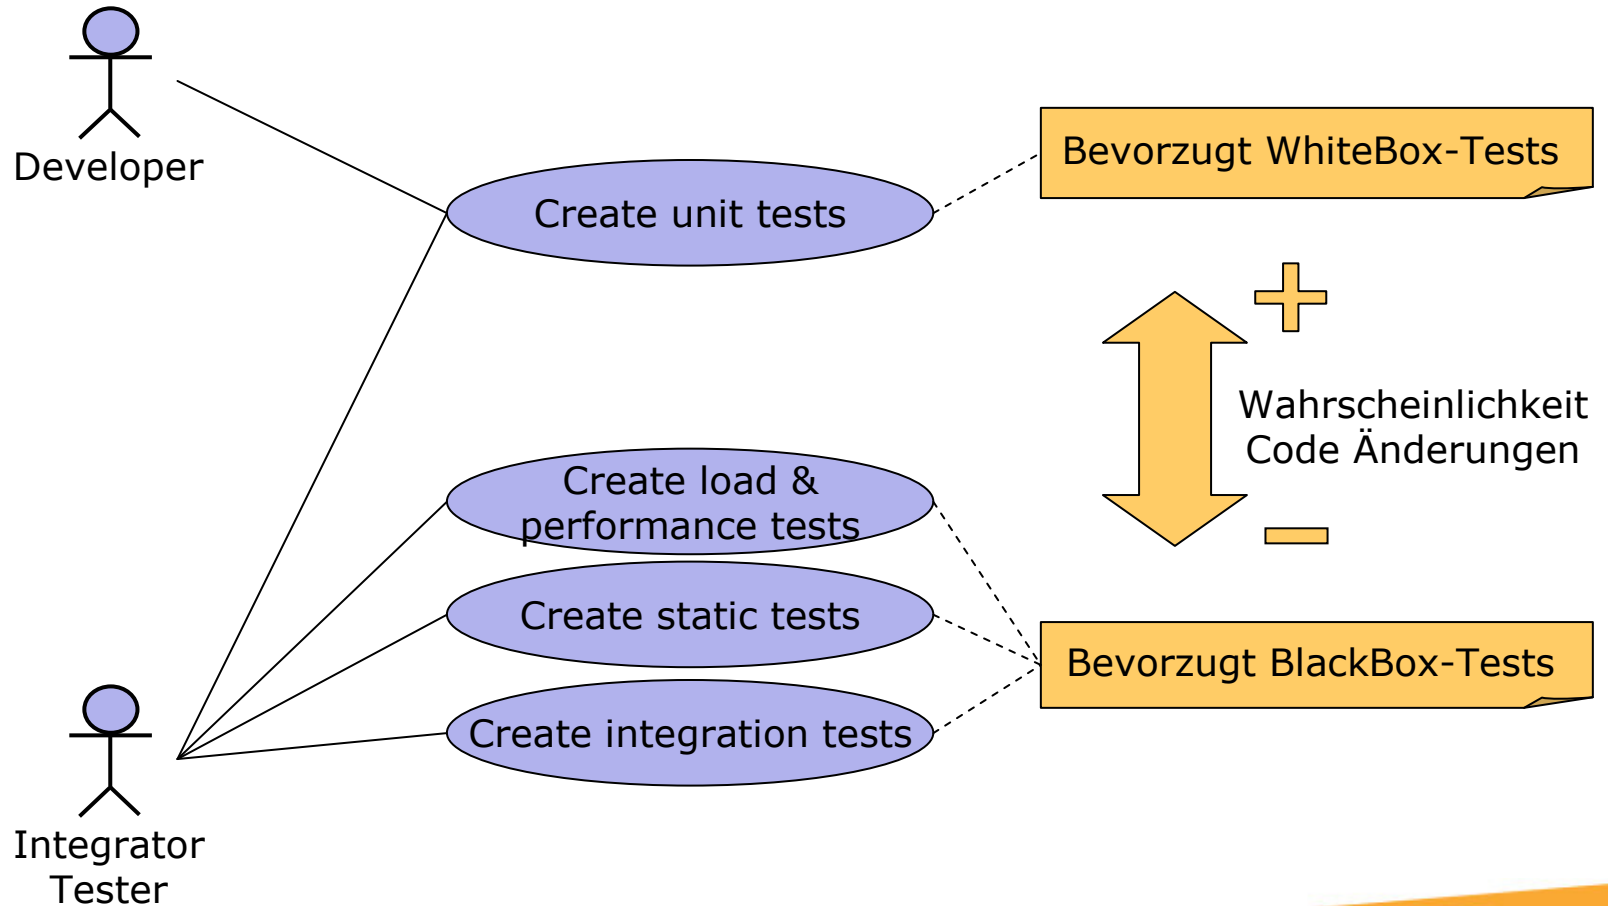 Developer
Create unit tests
Bevorzugt WhiteBox-Tests
Wahrscheinlichkeit
Code Änderungen
Create load &
performance tests
Create static tests
Create integration tests
Bevorzugt BlackBox-Tests
Integrator
Tester